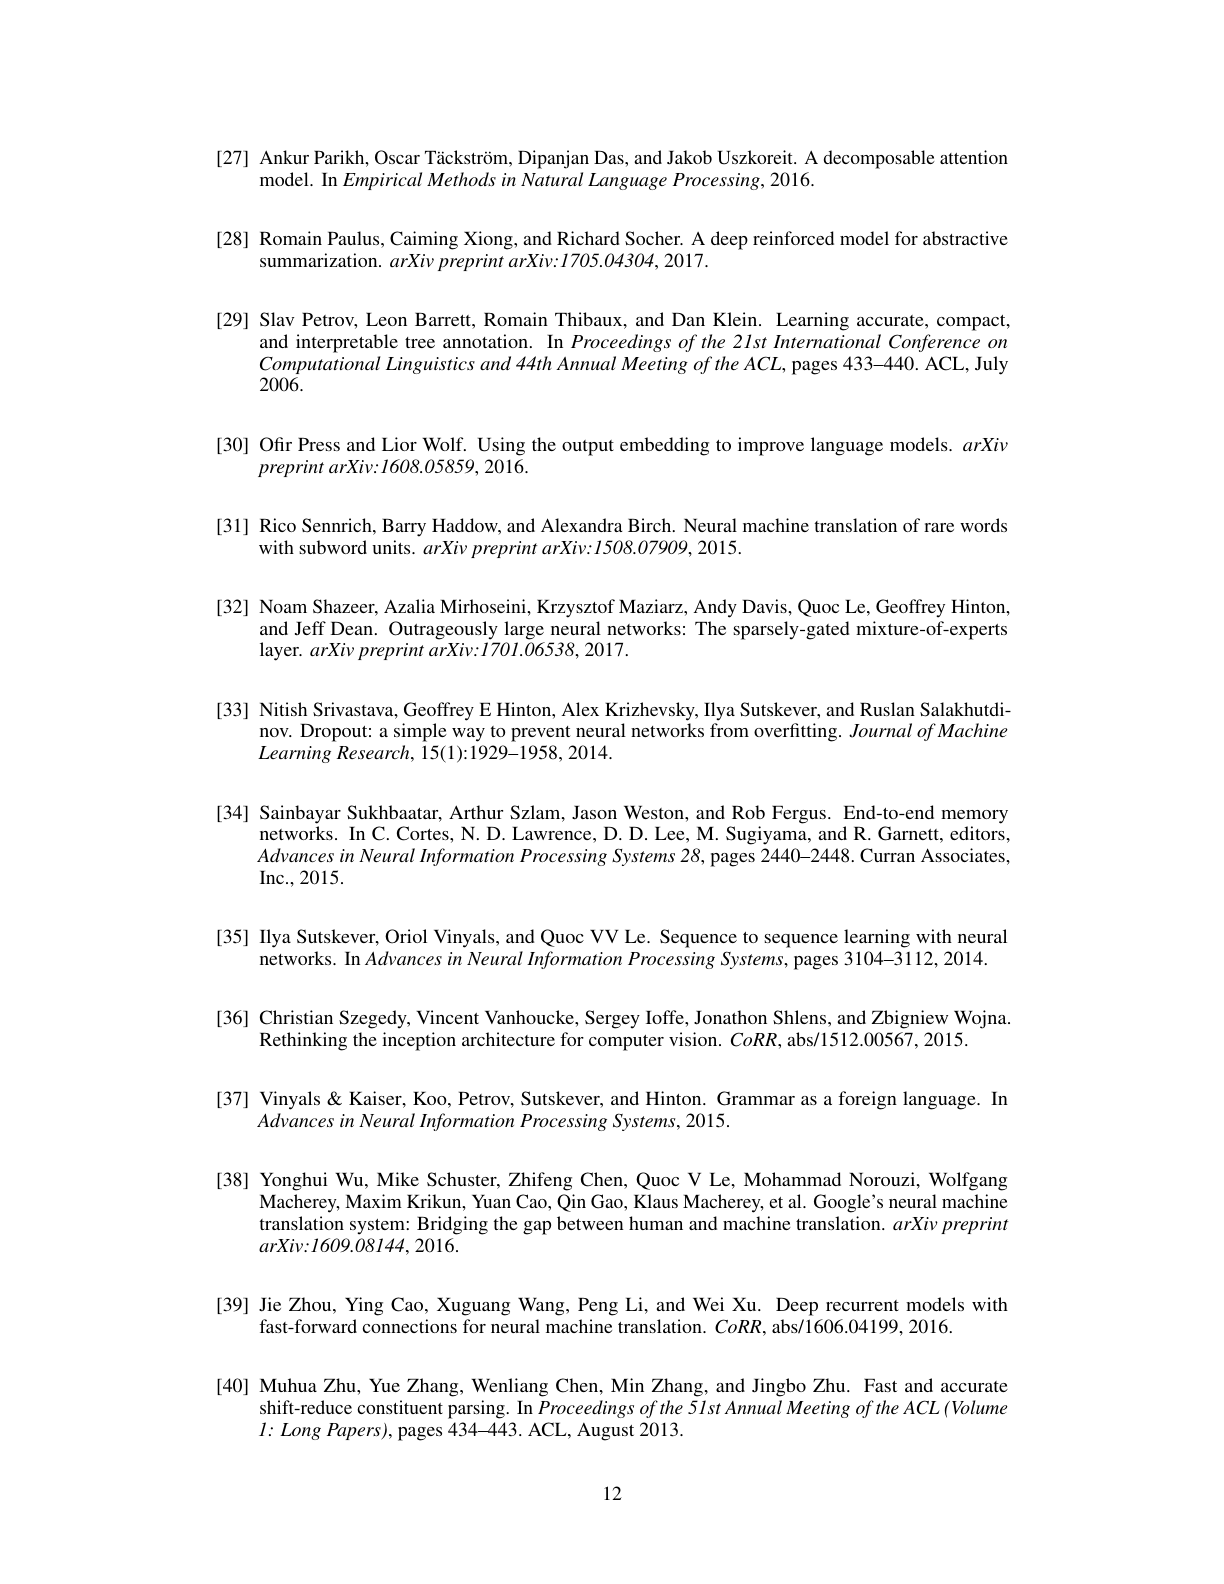 [27] Ankur Parikh, Oscar Täckström, Dipanjan Das, and Jakob Uszkoreit. A decomposable attention
model. In Empirical Methods in Natural Language Processing, 2016.
[28] Romain Paulus, Caiming Xiong, and Richard Socher. A deep reinforced model for abstractive
summarization. arXiv preprint arXiv:1705.04304, 2017.
[29] Slav Petrov, Leon Barrett, Romain Thibaux, and Dan Klein. Learning accurate, compact,
and interpretable tree annotation. In Proceedings of the 21st International Conference on
Computational Linguistics and 44th Annual Meeting of the ACL, pages 433–440. ACL, July
2006.
[30] Ofir Press and Lior Wolf. Using the output embedding to improve language models. arXiv
preprint arXiv:1608.05859, 2016.
[31] Rico Sennrich, Barry Haddow, and Alexandra Birch. Neural machine translation of rare words
with subword units. arXiv preprint arXiv:1508.07909, 2015.
[32] Noam Shazeer, Azalia Mirhoseini, Krzysztof Maziarz, Andy Davis, Quoc Le, Geoffrey Hinton,
and Jeff Dean. Outrageously large neural networks: The sparsely-gated mixture-of-experts
layer. arXiv preprint arXiv:1701.06538, 2017.
[33] Nitish Srivastava, Geoffrey E Hinton, Alex Krizhevsky, Ilya Sutskever, and Ruslan Salakhutdi-
nov. Dropout: a simple way to prevent neural networks from overfitting. Journal of Machine
Learning Research, 15(1):1929–1958, 2014.
[34] Sainbayar Sukhbaatar, Arthur Szlam, Jason Weston, and Rob Fergus. End-to-end memory
networks. In C. Cortes, N. D. Lawrence, D. D. Lee, M. Sugiyama, and R. Garnett, editors,
Advances in Neural Information Processing Systems 28, pages 2440–2448. Curran Associates,
Inc., 2015.
[35] Ilya Sutskever, Oriol Vinyals, and Quoc VV Le. Sequence to sequence learning with neural
networks. In Advances in Neural Information Processing Systems, pages 3104–3112, 2014.
[36] Christian Szegedy, Vincent Vanhoucke, Sergey Ioffe, Jonathon Shlens, and Zbigniew Wojna.
Rethinking the inception architecture for computer vision. CoRR, abs/1512.00567, 2015.
[37] Vinyals & Kaiser, Koo, Petrov, Sutskever, and Hinton. Grammar as a foreign language. In
Advances in Neural Information Processing Systems, 2015.
[38] Yonghui Wu, Mike Schuster, Zhifeng Chen, Quoc V Le, Mohammad Norouzi, Wolfgang
Macherey, Maxim Krikun, Yuan Cao, Qin Gao, Klaus Macherey, et al. Google's neural machine
translation system: Bridging the gap between human and machine translation. arXiv preprint
arXiv:1609.08144, 2016.
[39] Jie Zhou, Ying Cao, Xuguang Wang, Peng Li, and Wei Xu. Deep recurrent models with
fast-forward connections for neural machine translation. CoRR, abs/1606.04199, 2016.
[40] Muhua Zhu, Yue Zhang, Wenliang Chen, Min Zhang, and Jingbo Zhu. Fast and accurate
shift-reduce constituent parsing. In Proceedings of the 51st Annual Meeting of the ACL (Volume
1: Long Papers), pages 434–443. ACL, August 2013.
12